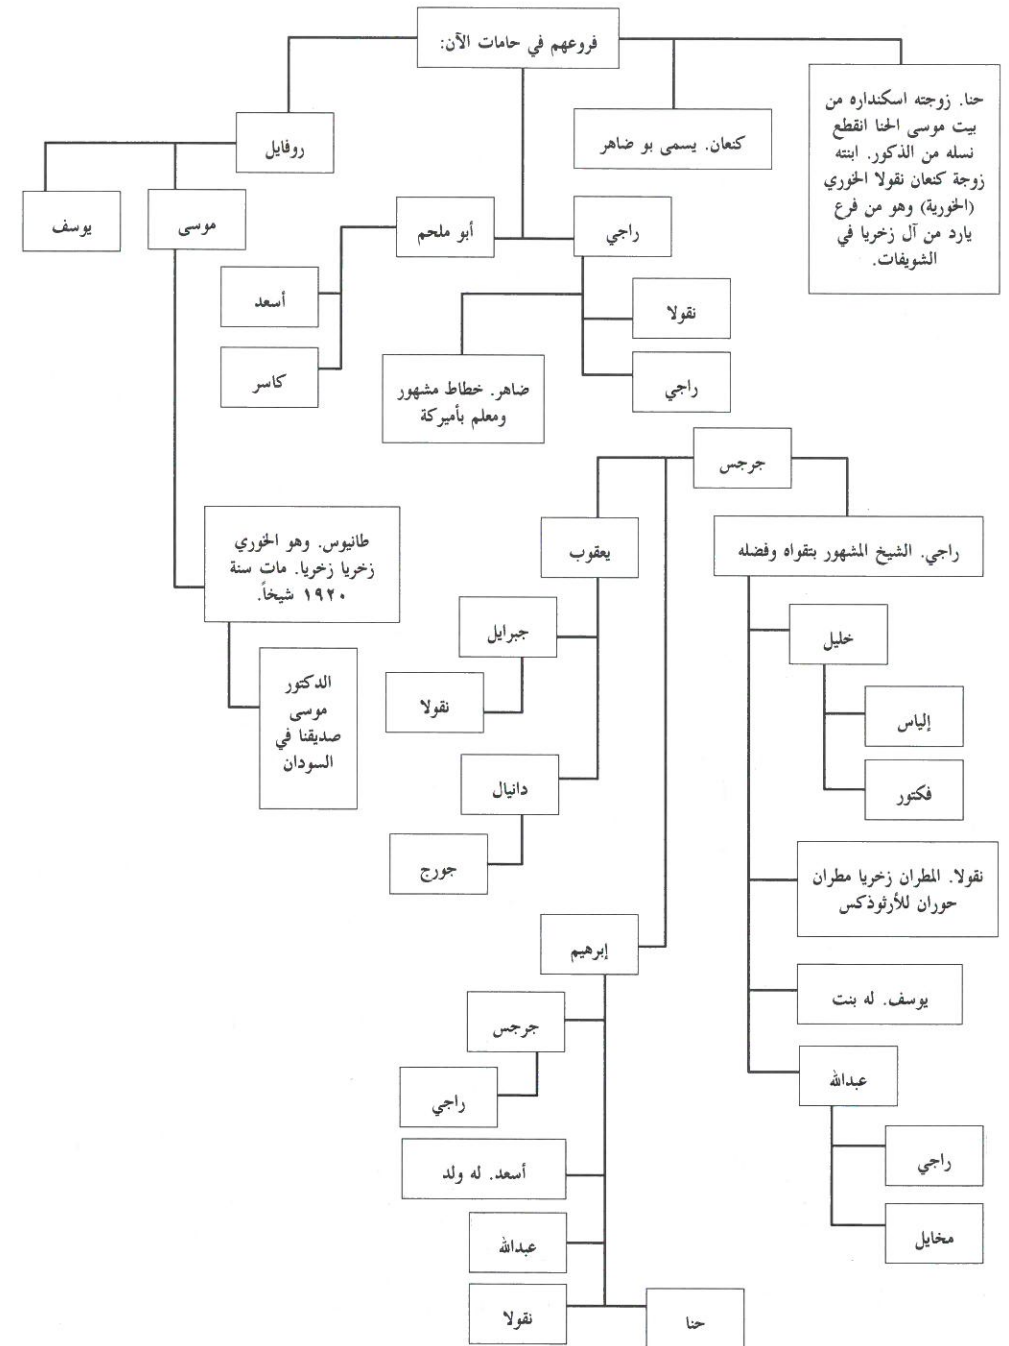 فروعهم في حامات الآن:
حنا. زوجته اسكنداره من
بيت موسى الحنا انقطع
نسله من الذكور. ابنته
زوجة كنعان نقولا الخوري
(الخورية) وهو من فرع
يارد من آل زخريا في
الشويفات.
كنعان. يسمى بو ضاهر
روفايل
موسى
يوسف
راجي
أبو ملحم
أسعد
كاسر
نقولا
راجي
ضاهر. خطاط مشهور
ومعلم بأميركة
جرجس
راجي. الشيخ المشهور بتقواه وفضله
يعقوب
طانيوس. وهو الخوري
زخريا زخريا. مات سنة
١٩٢٠ شيخاً.
الدكتور
موسى
صديقنا في
السودان
خليل
إلياس
فكتور
جبرايل
نقولا
دانيال
جورج
نقولا. المطران زخريا مطران
حوران للأرثوذكس
يوسف. له بنت
عبدالله
راجي
مخايل
إبرهيم
جرجس
راجي
أسعد. له ولد
عبدالله
نقولا
حنا